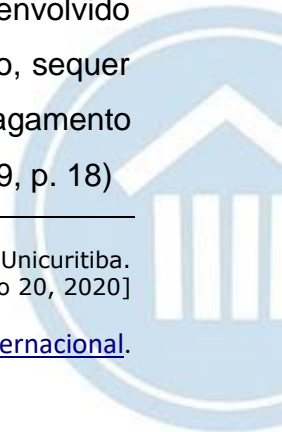 envolvido
o, sequer
agamento
9, p. 18)
Unicuritiba.
o 20, 2020]
ernacional.